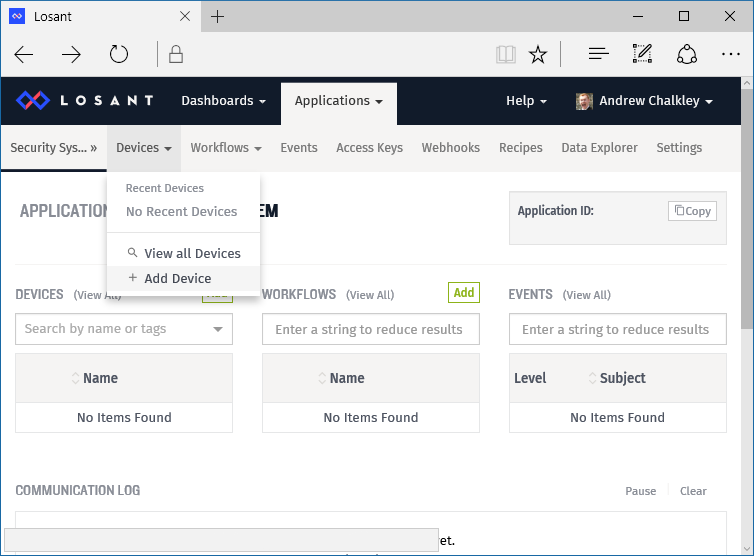 Losant
LOSANT Dashboards Applications Help Andrew Chalkley
Security Sys... » Devices Workflows Events Access Keys Webhooks Recipes Data Explorer Settings
Recent Devices
No Recent Devices
View all Devices
+ Add Device
APPLICATION EM
Application ID: Copy
DEVICES (View All) WORKFLOWS (View All) Add EVENTS (View All)
Search by name or tags Enter a string to reduce results Enter a string to reduce results
Name Name Level Subject
No Items Found No Items Found No Items Found
COMMUNICATION LOG Pause Clear
et.